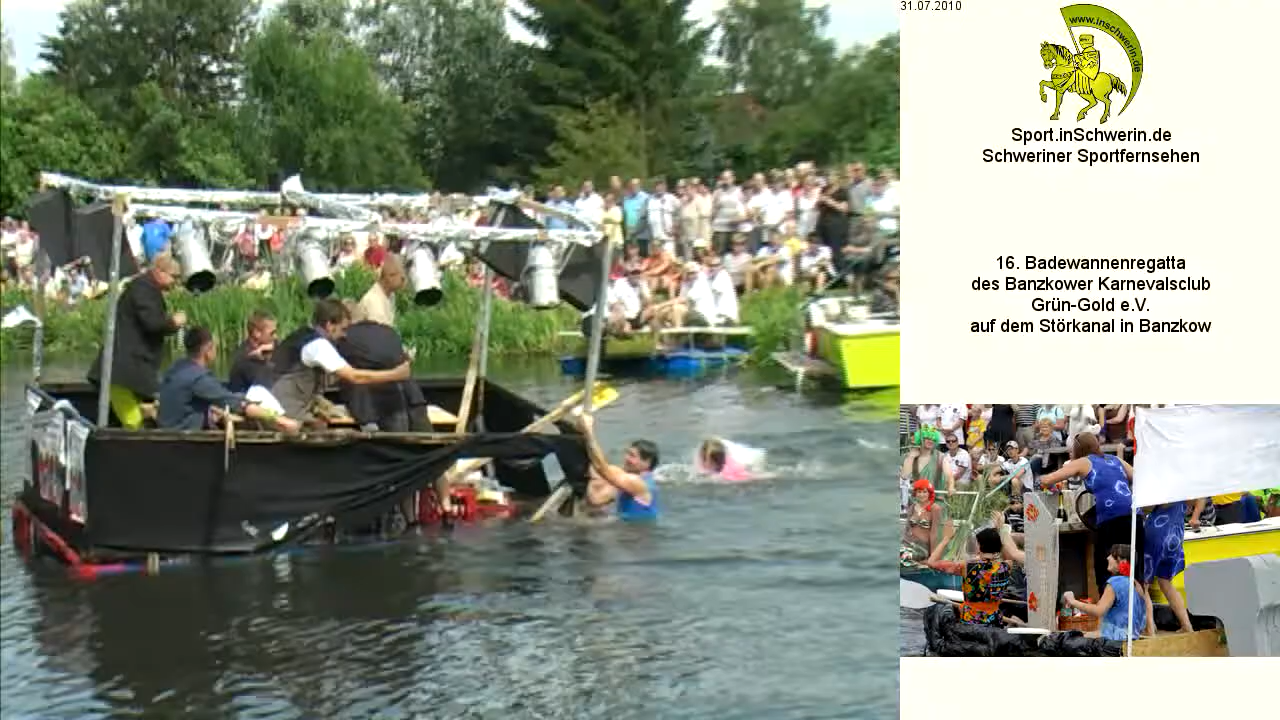 31.07.2010
www.inschwerin.de
Sport.inSchwerin.de
Schweriner Sportfernsehen
16. Badewannenregatta
des Banzkower Karnevalsclub
Grün-Gold e.V.
auf dem Störkanal in Banzkow